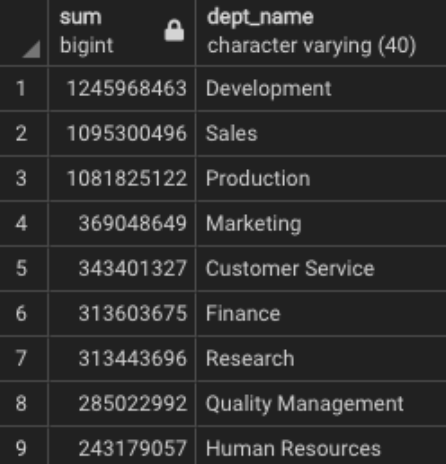 sum dept_name
bigint character varying (40)
1 1245968463 Development
2 1095300496 Sales
3 1081825122 Production
4 369048649 Marketing
5 343401327 Customer Service
6 313603675 Finance
7 313443696 Research
8 285022992 Quality Management
9 243179057 Human Resources